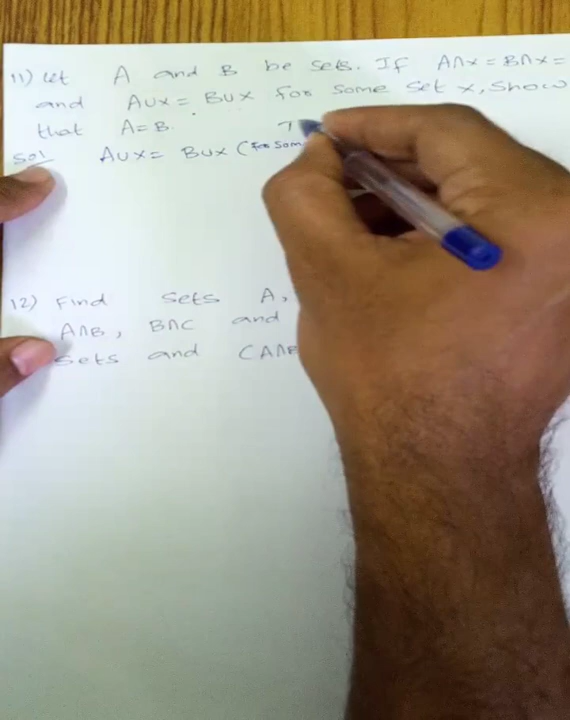 11) Let A and B be sets. If A∩x = B∩x =
and A∪x = B∪x for some set x, show
that A=B.
Sol A∪x = B∪x (for som
12) Find sets A,
A∩B, B∩C and
sets and CA∩B